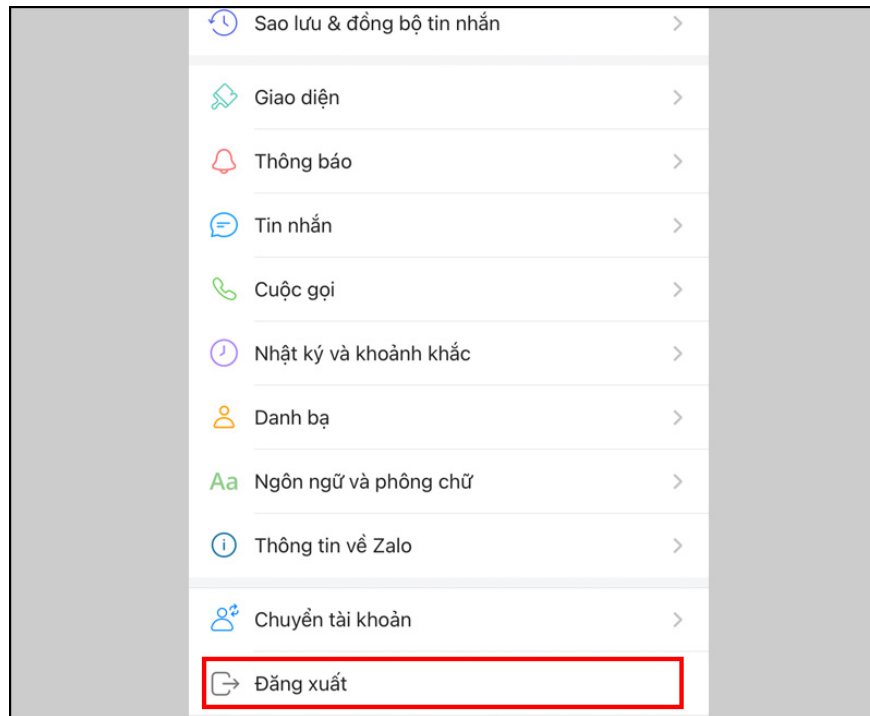 Sao lưu & đồng bộ tin nhắn
Giao diện
Thông báo
Tin nhắn
Cuộc gọi
Nhật ký và khoảnh khắc
Danh bạ
Aa Ngôn ngữ và phông chữ
Thông tin về Zalo
Chuyển tài khoản
Đăng xuất